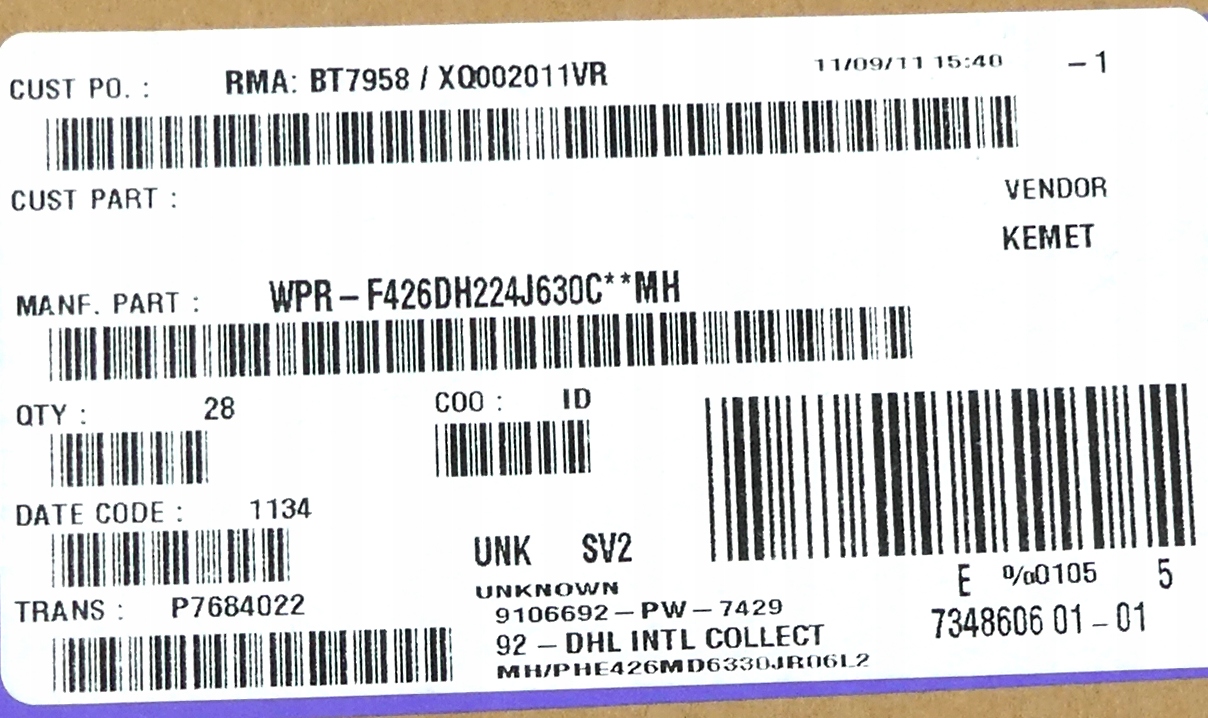 CUST PO. : RMA: BT7958 / XQ002011VR 11/09/11 15:40 -1
CUST PART : VENDOR
KEMET
MANF. PART : WPR-F426DH224J630C**MH
QTY : 28 COO : ID
DATE CODE : 1134
UNK SV2
E %0105 5
UNKNOWN
TRANS : P7684022 9106692-PW-7429 7348606 01-01
92-DHL INTL COLLECT
MH/PHE426MD6330JR06L2